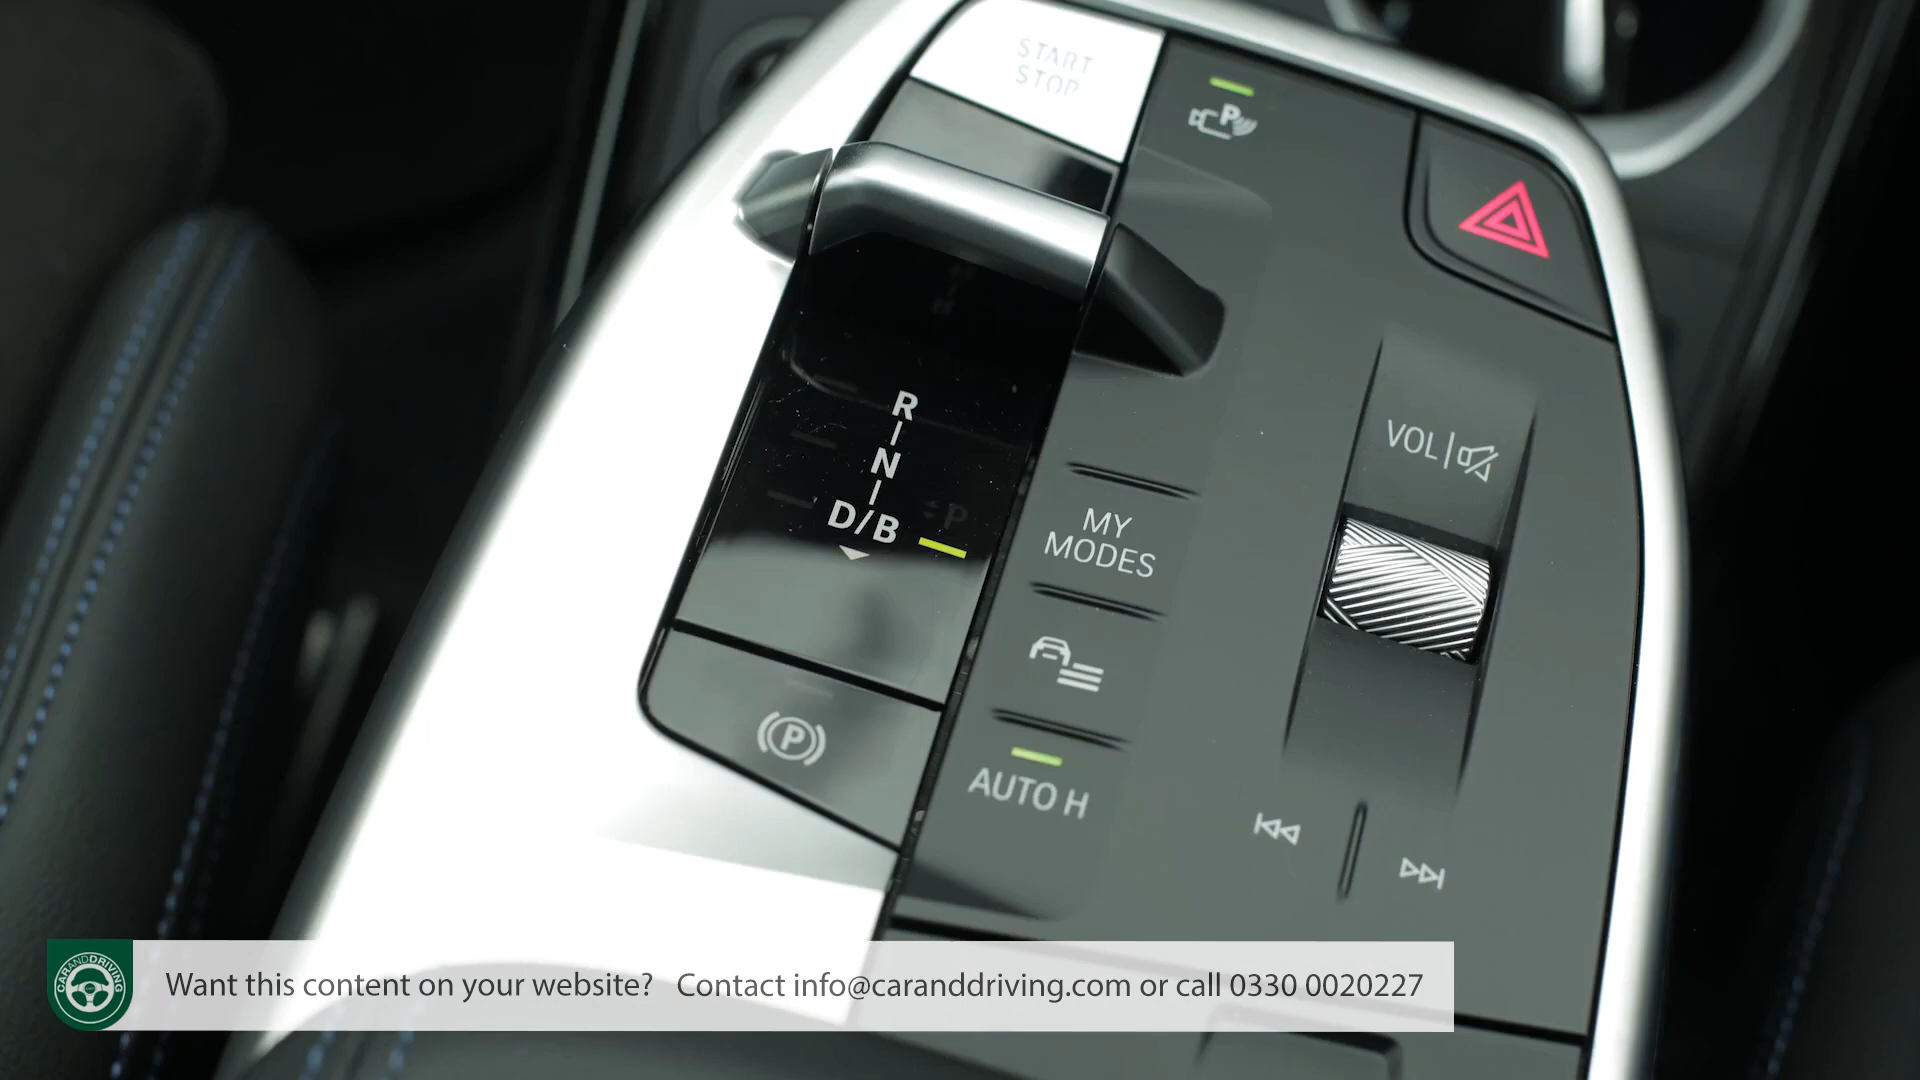 START
STOP
P
R
N
D/B
P
VOL
MY
MODES
P
AUTO H
CARANDDRIVING
Want this content on your website? Contact info@caranddriving.com or call 0330 0020227